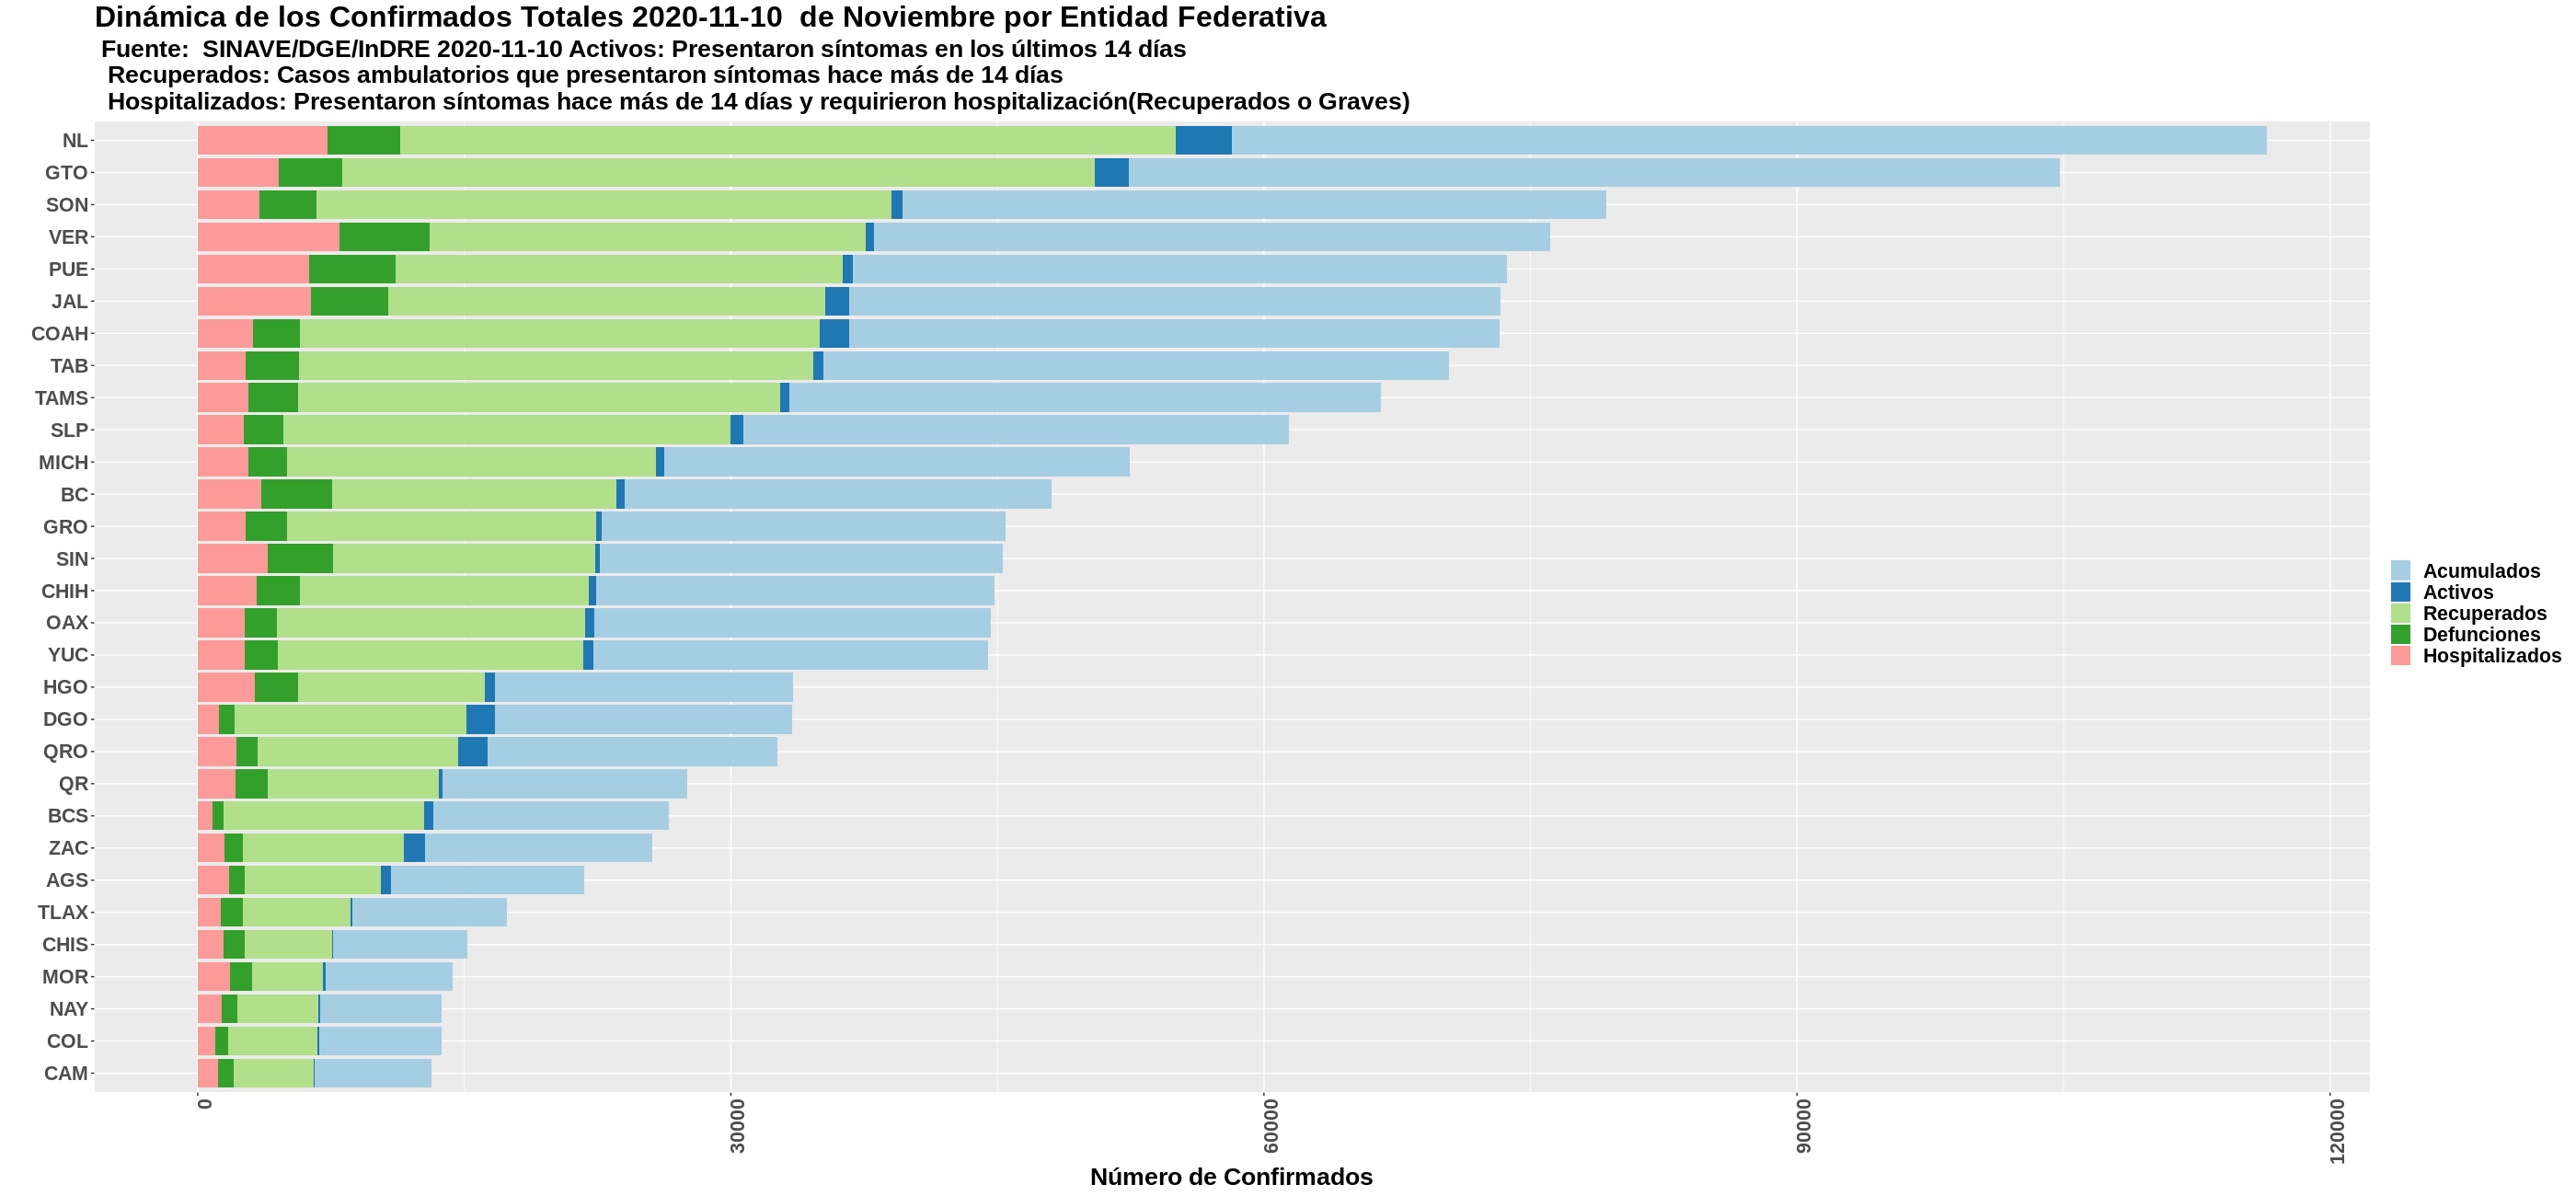 Dinámica de los Confirmados Totales 2020-11-10  de Noviembre por Entidad Federativa
Fuente:  SINAVE/DGE/InDRE 2020-11-10 Activos: Presentaron síntomas en los últimos 14 días
Recuperados: Casos ambulatorios que presentaron síntomas hace más de 14 días
Hospitalizados: Presentaron síntomas hace más de 14 días y requirieron hospitalización(Recuperados o Graves)
NL
GTO
SON
VER
PUE
JAL
COAH
TAB
TAMS
SLP
MICH
BC
GRO
SIN
CHIH
OAX
YUC
HGO
DGO
QRO
QR
BCS
ZAC
AGS
TLAX
CHIS
MOR
NAY
COL
CAM
0
30000
60000
90000
120000
Número de Confirmados
Acumulados
Activos
Recuperados
Defunciones
Hospitalizados